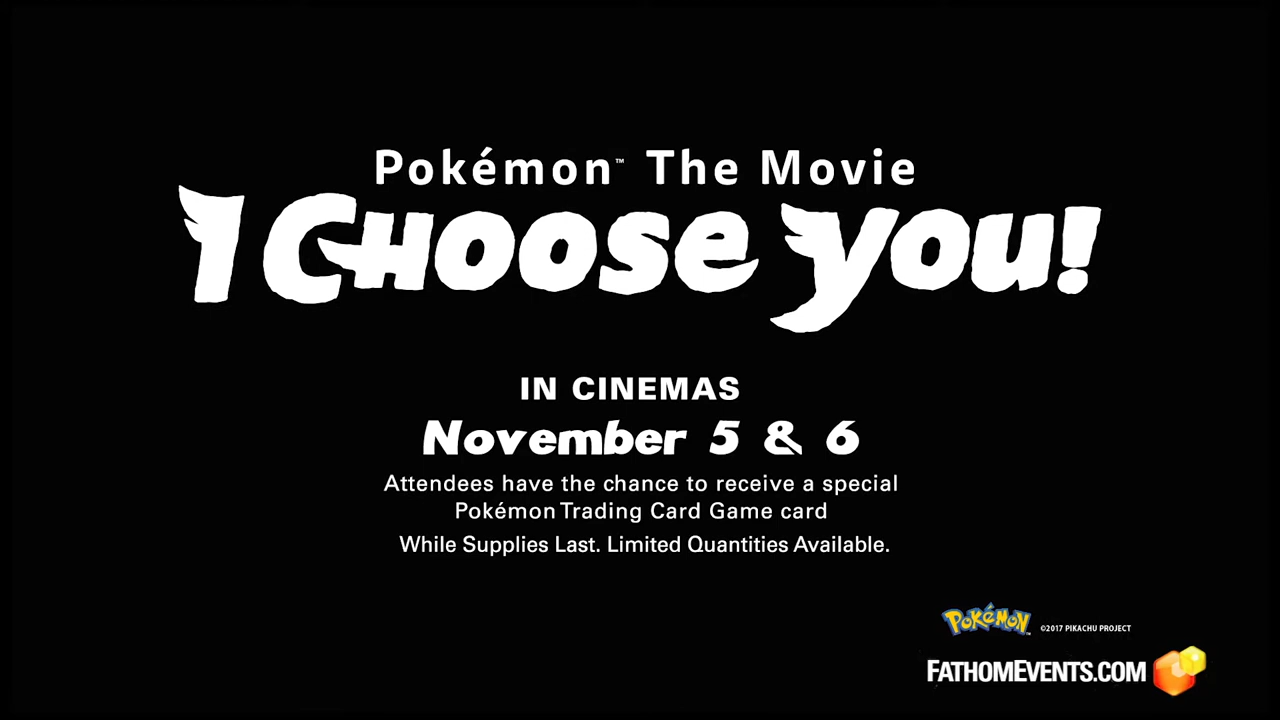 Pokémon™ The Movie
I Choose You!
IN CINEMAS
November 5 & 6
Attendees have the chance to receive a special
Pokémon Trading Card Game card
While Supplies Last. Limited Quantities Available.
Pokémon ©2017 PIKACHU PROJECT
FATHOMEVENTS.COM